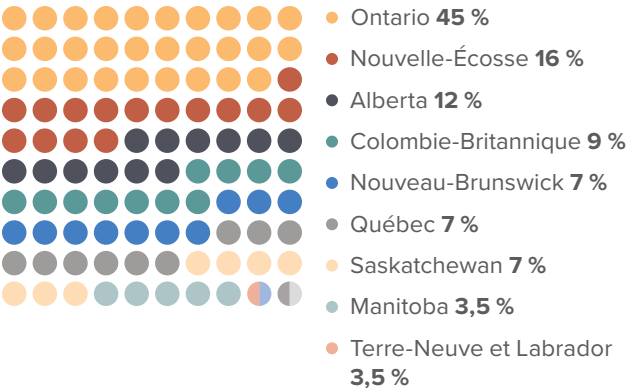 Ontario 45 %
Nouvelle-Écosse 16 %
Alberta 12 %
Colombie-Britannique 9 %
Nouveau-Brunswick 7 %
Québec 7 %
Saskatchewan 7 %
Manitoba 3,5 %
Terre-Neuve et Labrador
3,5 %